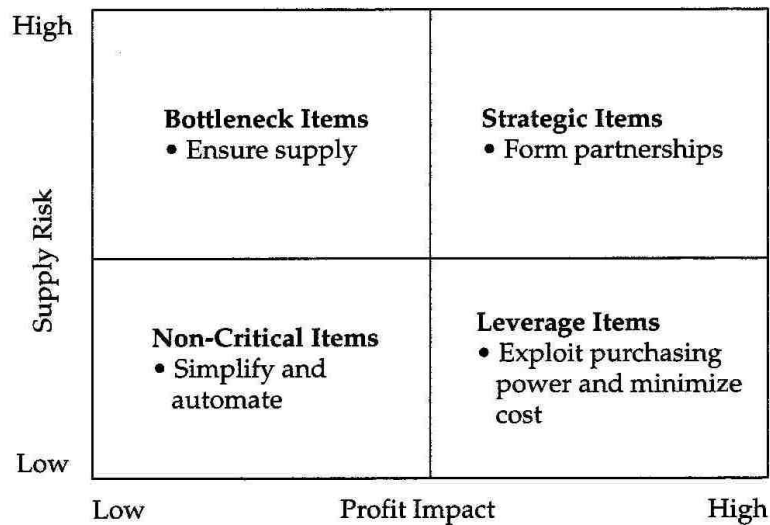 High
Bottleneck Items
• Ensure supply
Strategic Items
• Form partnerships
Supply Risk
Non-Critical Items
• Simplify and
automate
Leverage Items
• Exploit purchasing
power and minimize
cost
Low
Low
Profit Impact
High